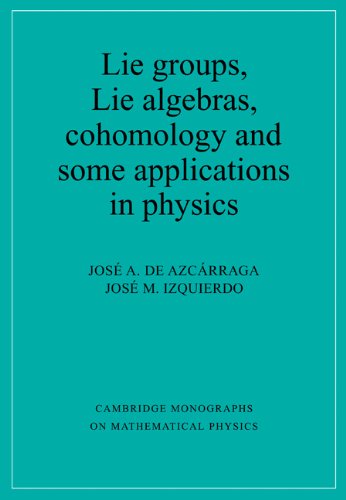 Lie groups,
Lie algebras,
cohomology and
some applications
in physics
JOSÉ A. DE AZCÁRRAGA
JOSÉ M. IZQUIERDO
CAMBRIDGE MONOGRAPHS
ON MATHEMATICAL PHYSICS